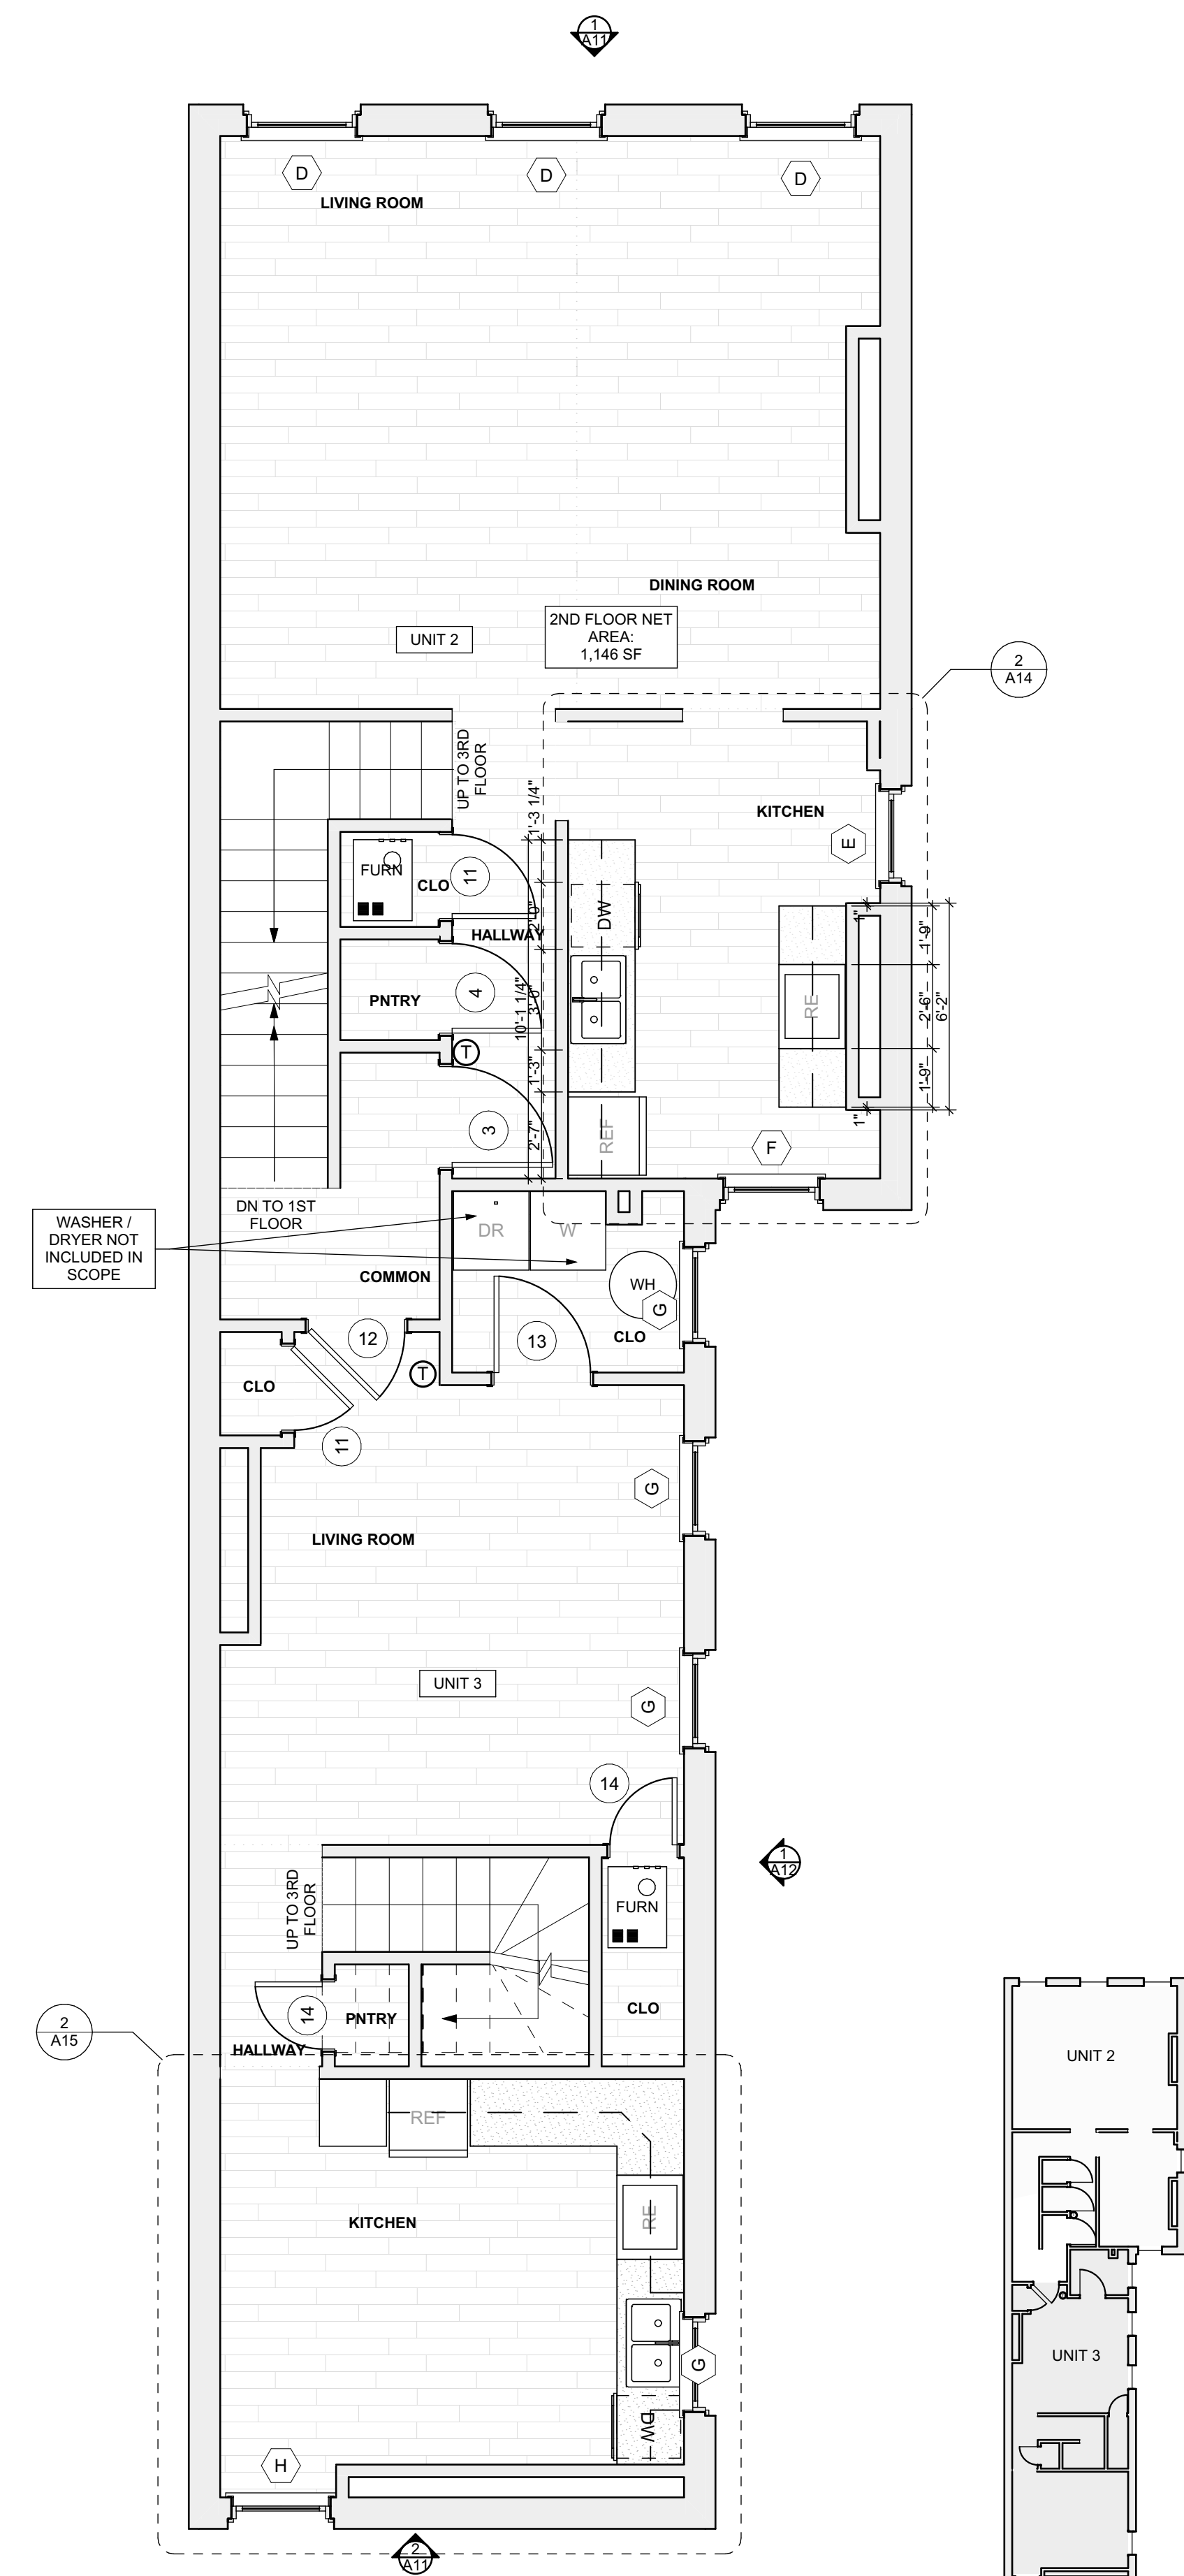 1
A11
D
D
D
LIVING ROOM
DINING ROOM
2ND FLOOR NET
AREA:
1,146 SF
UNIT 2
2
A14
UP TO 3RD
FLOOR
1'-3 1/4"
KITCHEN
E
FURN
CLO
11
2'-0"
DW
HALLWAY
1"
1'-9"
PNTRY
4
10'-1 1/4"
3'-0"
RE
2'-6"
6'-2"
T
1'-3"
1'-9"
1"
3
2'-7"
REF
F
DN TO 1ST
FLOOR
WASHER /
DRYER NOT
INCLUDED IN
SCOPE
DR
W
COMMON
WH
G
12
13
CLO
T
CLO
11
G
LIVING ROOM
UNIT 3
G
14
1
A12
UP TO 3RD
FLOOR
FURN
2
A15
14
PNTRY
CLO
HALLWAY
REF
KITCHEN
RE
G
DW
H
2
A11
UNIT 2
UNIT 3